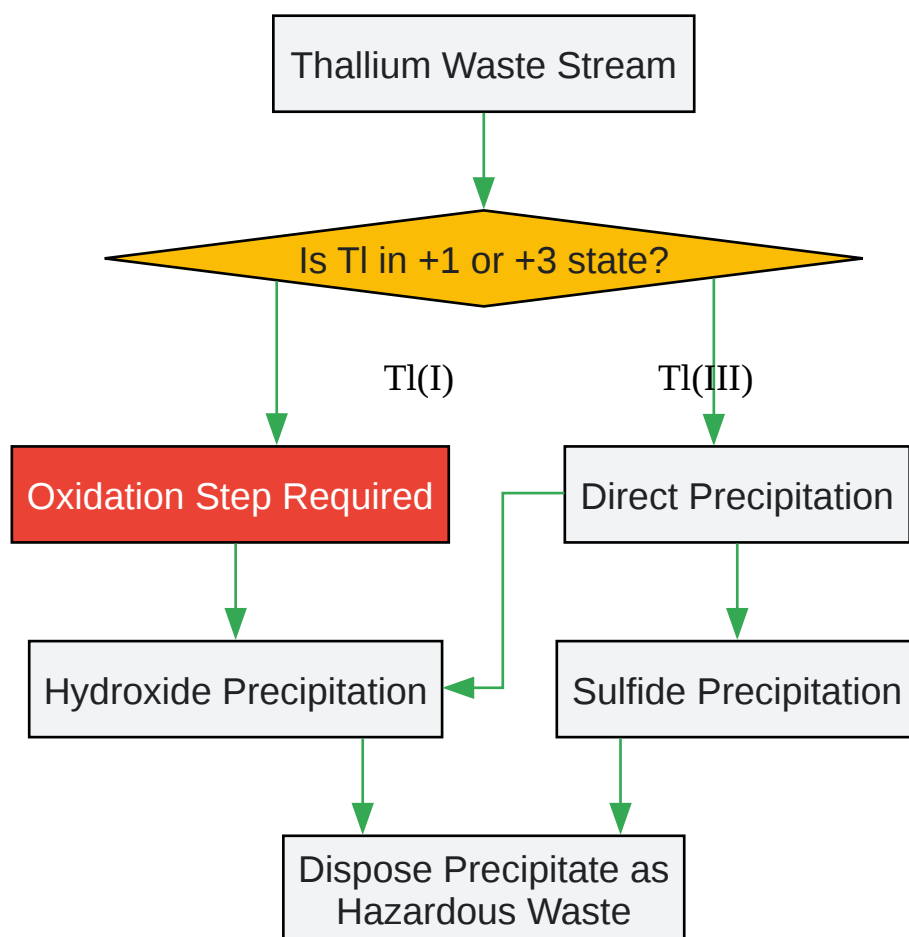 Thallium Waste Stream
Is Tl in +1 or +3 state?
Tl(I)
Tl(III)
Oxidation Step Required
Direct Precipitation
Hydroxide Precipitation
Sulfide Precipitation
Dispose Precipitate as
Hazardous Waste